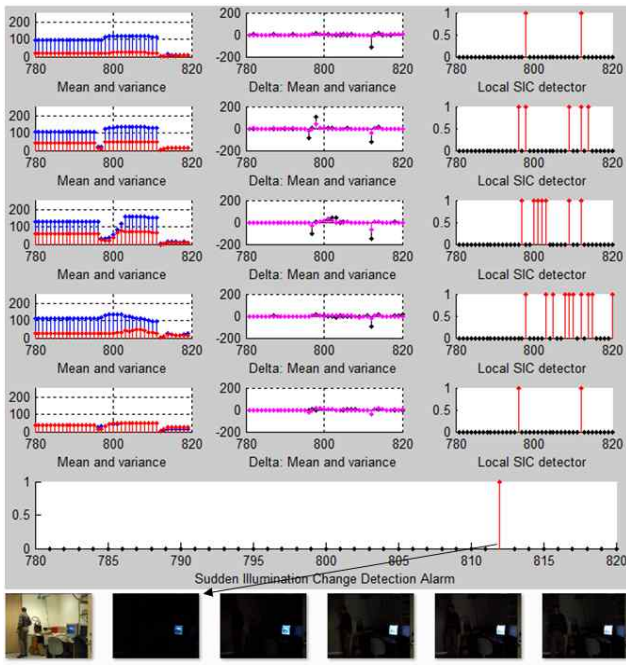 200
100
0
780 800 820
Mean and variance
200
0
-200
780 800 820
Delta: Mean and variance
1
0.5
0
780 800 820
Local SIC detector
200
100
0
780 800 820
Mean and variance
200
0
-200
780 800 820
Delta: Mean and variance
1
0.5
0
780 800 820
Local SIC detector
200
100
0
780 800 820
Mean and variance
200
0
-200
780 800 820
Delta: Mean and variance
1
0.5
0
780 800 820
Local SIC detector
200
100
0
780 800 820
Mean and variance
200
0
-200
780 800 820
Delta: Mean and variance
1
0.5
0
780 800 820
Local SIC detector
200
100
0
780 800 820
Mean and variance
200
0
-200
780 800 820
Delta: Mean and variance
1
0.5
0
780 800 820
Local SIC detector
1
0.5
0
780 785 790 795 800 805 810 815 820
Sudden Illumination Change Detection Alarm